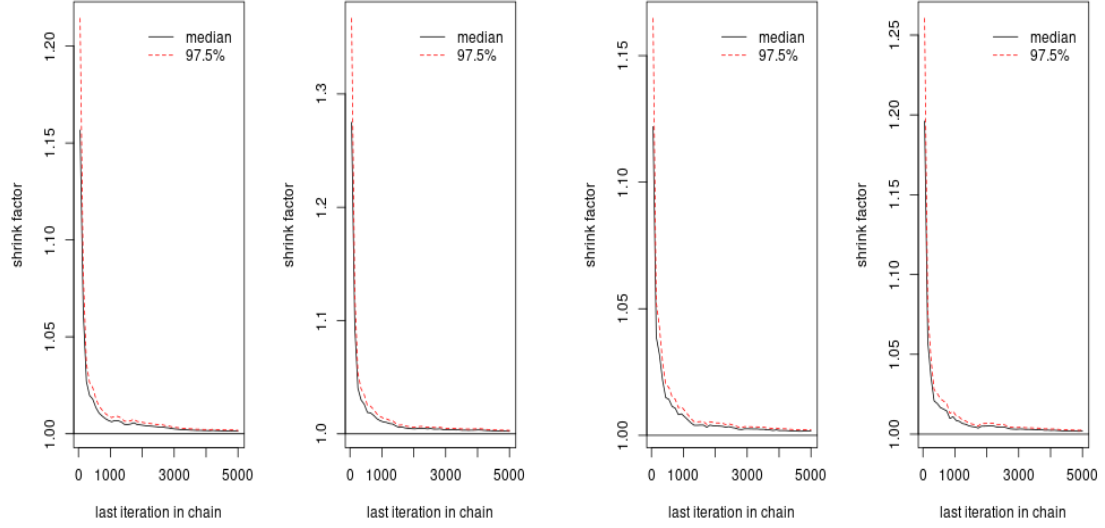 median
97.5%
shrink factor
1.00 1.05 1.10 1.15 1.20
0 1000 3000 5000
last iteration in chain
median
97.5%
shrink factor
1.0 1.1 1.2 1.3
0 1000 3000 5000
last iteration in chain
median
97.5%
shrink factor
1.00 1.05 1.10 1.15
0 1000 3000 5000
last iteration in chain
median
97.5%
shrink factor
1.00 1.05 1.10 1.15 1.20 1.25
0 1000 3000 5000
last iteration in chain